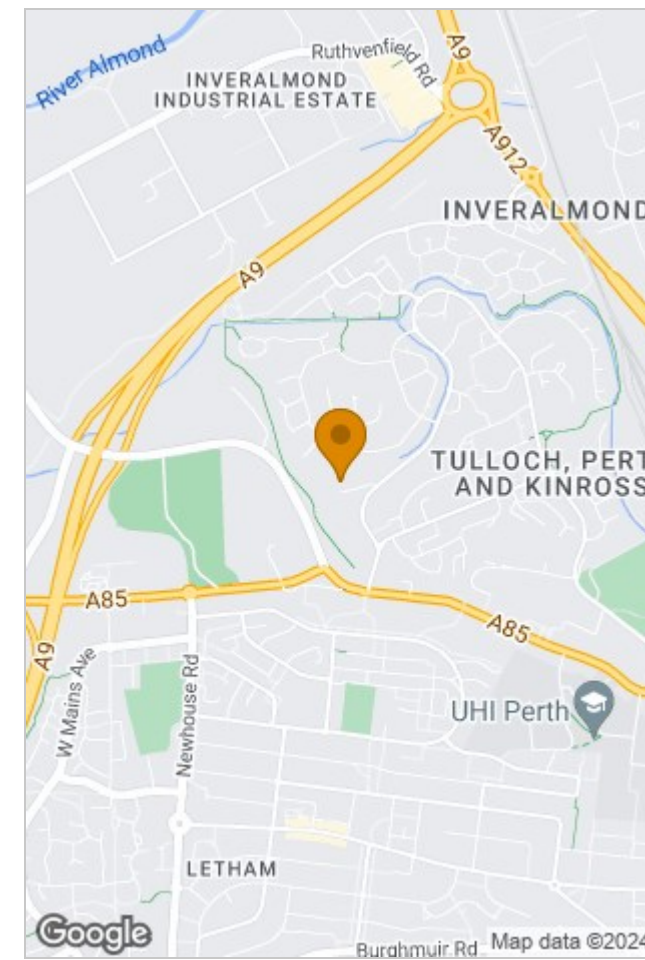 A9
River Almond
Ruthvenfield Rd
INVERALMOND
INDUSTRIAL ESTATE
A912
INVERALMOND
A9
TULLOCH, PERT
AND KINROSS
A85
A85
A9
W Mains Ave
Newhouse Rd
UHI Perth
LETHAM
Google
Burghmuir Rd
Map data ©2024